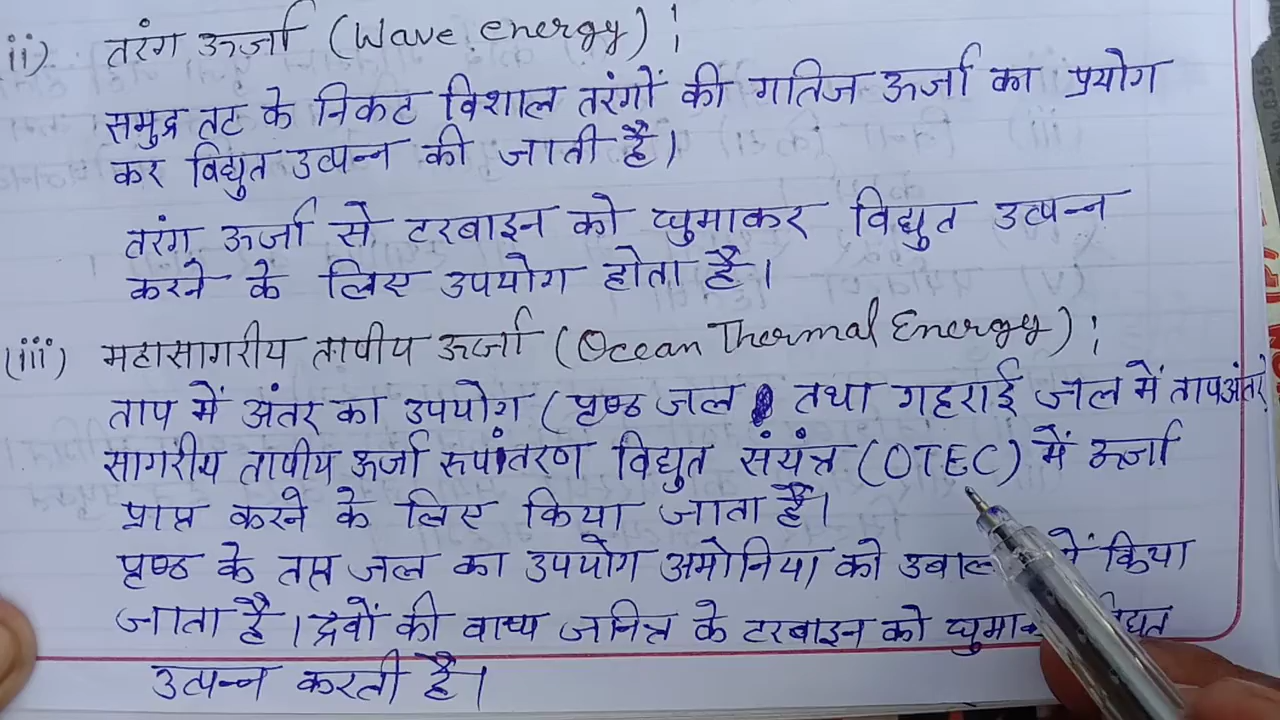 ii) तरंग ऊर्जा (Wave energy) ;
समुद्र तट के निकट विशाल तरंगों की गतिज ऊर्जा का प्रयोग
कर विद्युत उत्पन्न की जाती है।
तरंग ऊर्जा से टरबाइन को घुमाकर विद्युत उत्पन्न
करने के लिए उपयोग होता है।
(iii) महासागरीय तापीय ऊर्जा (Ocean Thermal Energy) ;
ताप में अंतर का उपयोग (पृष्ठ जल तथा गहराई जल में ताप अंतर)
सागरीय तापीय ऊर्जा रूपांतरण विद्युत संयंत्र (OTEC) में ऊर्जा
प्राप्त करने के लिए किया जाता है।
पृष्ठ के तप्त जल का उपयोग अमोनिया को में किया
जाता है। द्रवों की वाष्प जनित्र के टरबाइन को
उत्पन्न करती है।